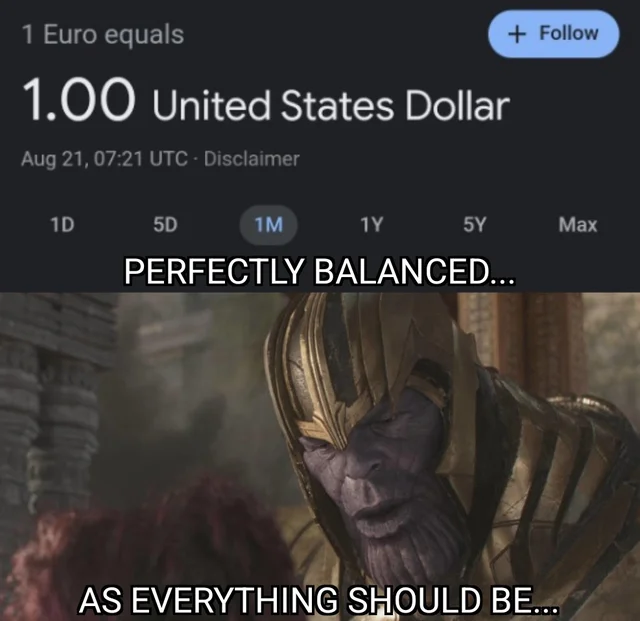 1 Euro equals
+ Follow
1.00 United States Dollar
Aug 21, 07:21 UTC · Disclaimer
1D 5D 1M 1Y 5Y Max
PERFECTLY BALANCED...
AS EVERYTHING SHOULD BE...